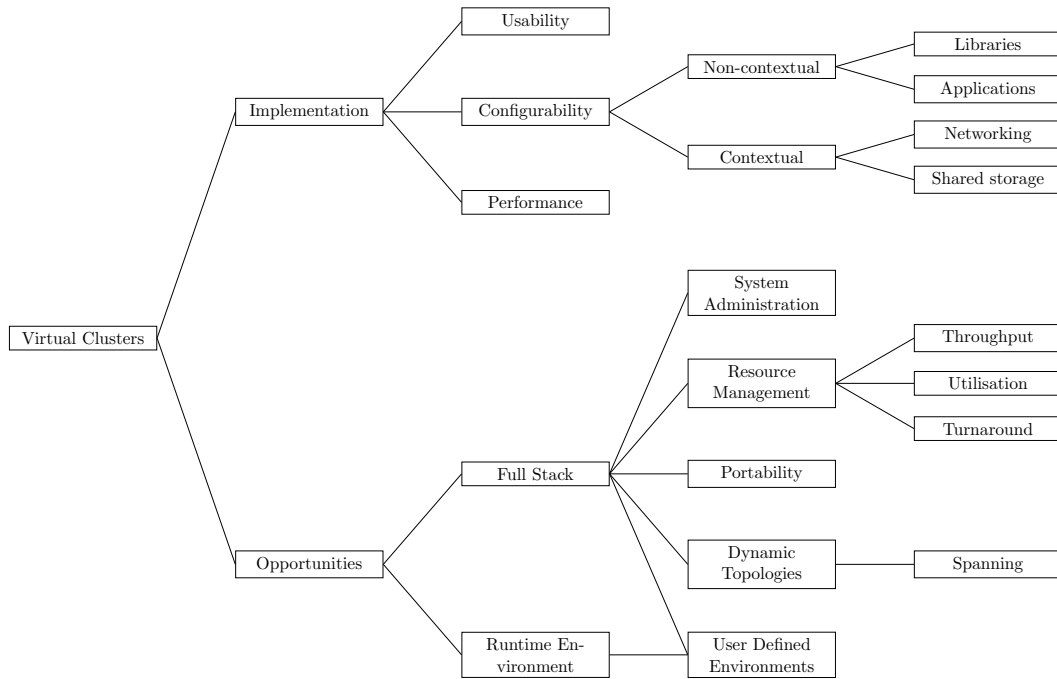 Usability
Libraries
Non-contextual
Applications
Implementation
Configurability
Networking
Contextual
Shared storage
Performance
System
Administration
Virtual Clusters
Throughput
Resource
Management
Utilisation
Turnaround
Full Stack
Portability
Opportunities
Dynamic
Topologies
Spanning
Runtime En-
vironment
User Defined
Environments